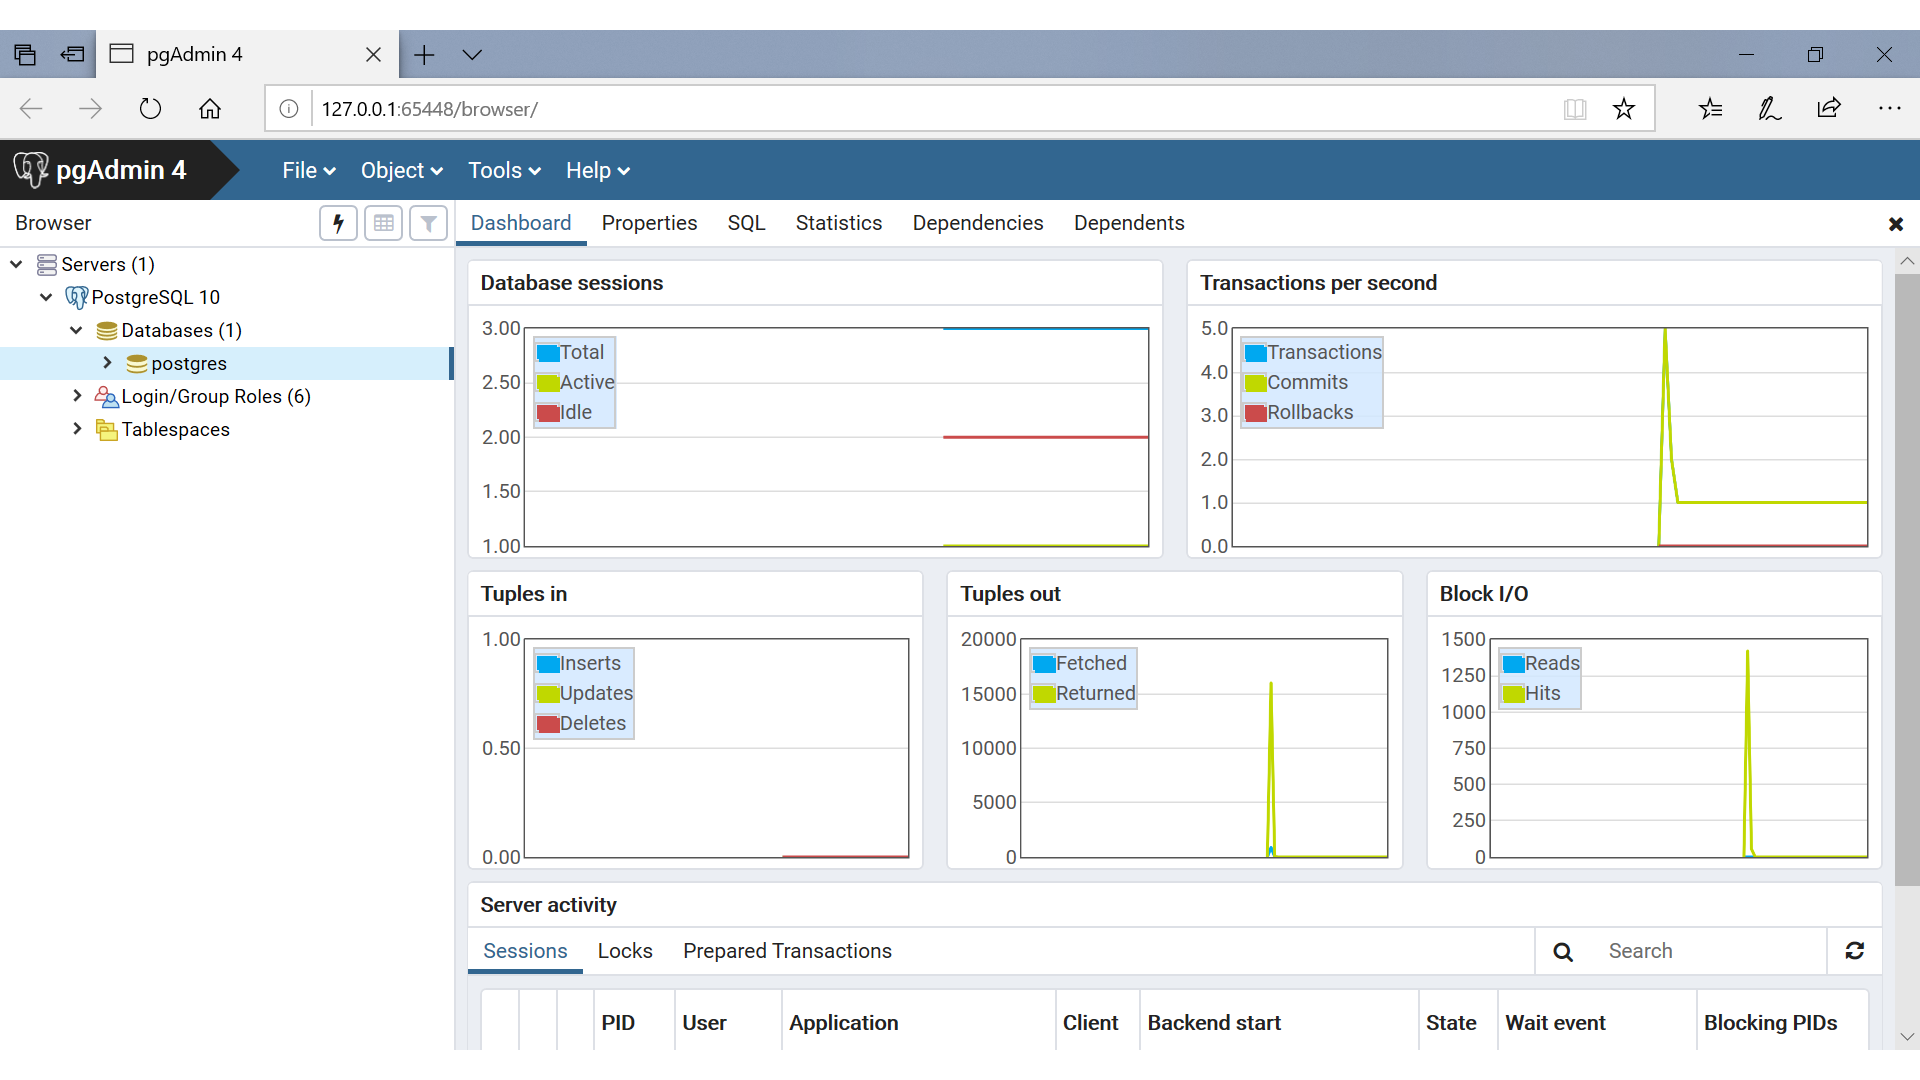 pgAdmin 4
127.0.0.1:65448/browser/
pgAdmin 4
File Object Tools Help
Browser
Dashboard Properties SQL Statistics Dependencies Dependents
Servers (1)
PostgreSQL 10
Databases (1)
postgres
Login/Group Roles (6)
Tablespaces
Database sessions
3.00
2.50
2.00
1.50
1.00
Total
Active
Idle
Transactions per second
5.0
4.0
3.0
2.0
1.0
0.0
Transactions
Commits
Rollbacks
Tuples in
1.00
0.50
0.00
Inserts
Updates
Deletes
Tuples out
20000
15000
10000
5000
0
Fetched
Returned
Block I/O
1500
1250
1000
750
500
250
0
Reads
Hits
Server activity
Sessions Locks Prepared Transactions Search
PID User Application Client Backend start State Wait event Blocking PIDs